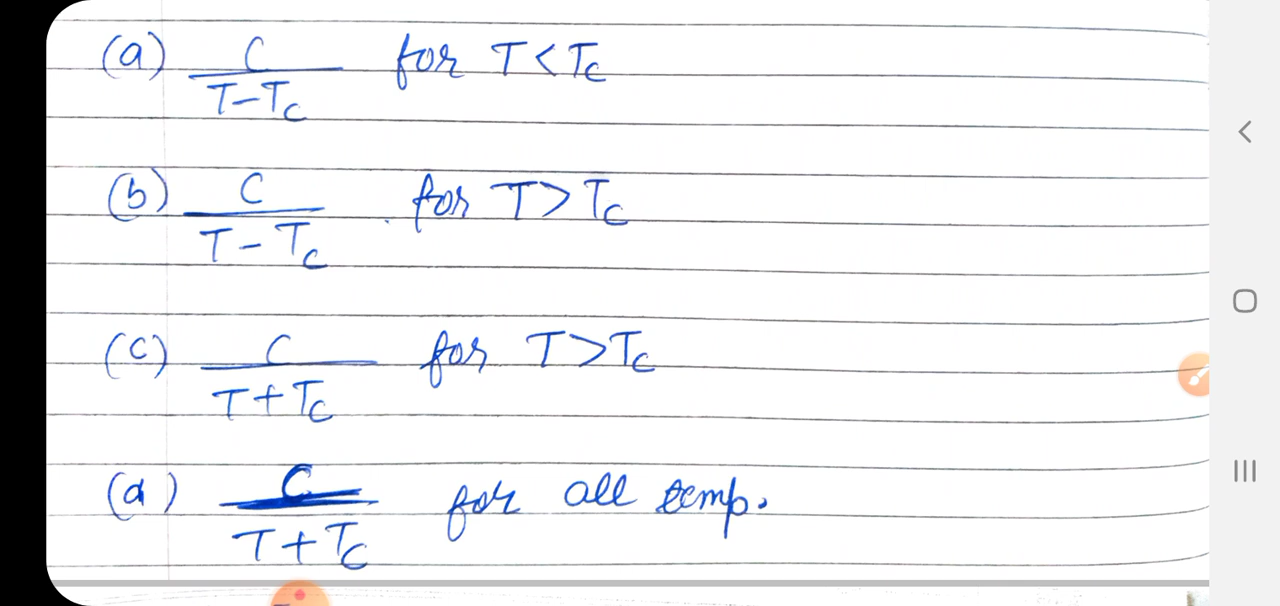 (a) C/(T-Tc) for T<Tc
(b) C/(T-Tc) for T>Tc
(c) C/(T+Tc) for T>Tc
(d) C/(T+Tc) for all temp.